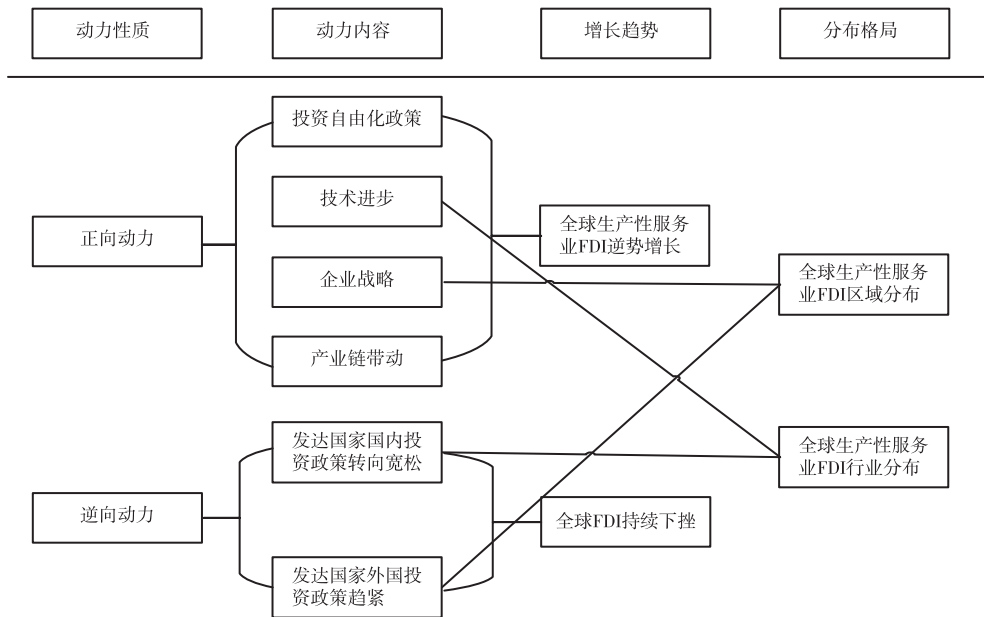 动力性质
动力内容
增长趋势
分布格局
投资自由化政策
技术进步
正向动力
全球生产性服务
业FDI逆势增长
企业战略
全球生产性服务
业FDI区域分布
产业链带动
发达国家国内投
资政策转向宽松
全球生产性服务
业FDI行业分布
逆向动力
全球FDI持续下挫
发达国家外国投
资政策趋紧